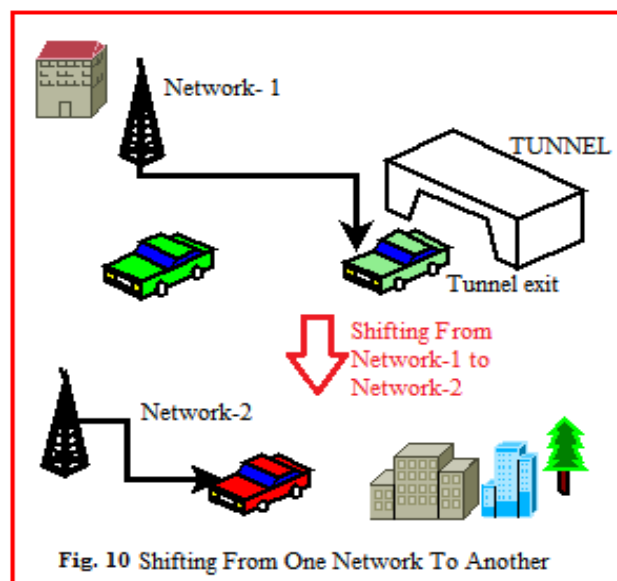 Network- 1
TUNNEL
Tunnel exit
Shifting From
Network-1 to
Network-2
Network-2
Fig. 10 Shifting From One Network To Another